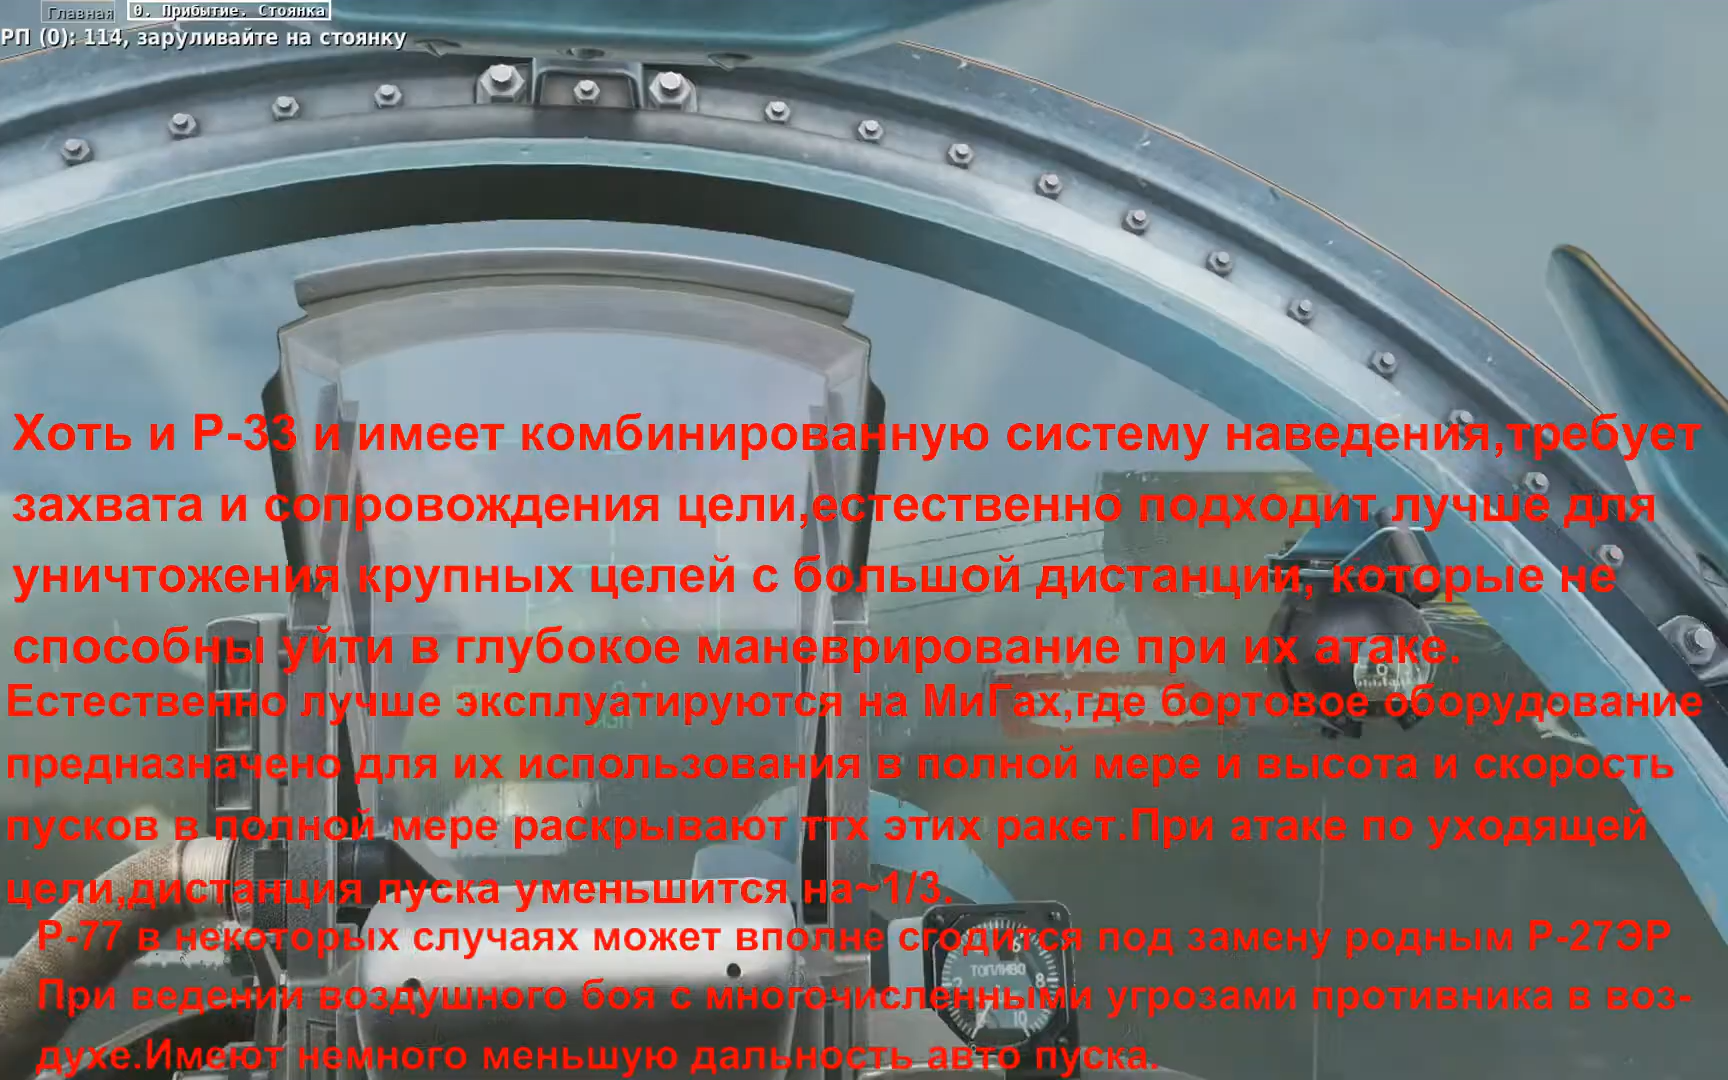 Главная 0. Прибытие. Стоянка
РП (0): 114, заруливайте на стоянку
Хоть и Р-33 и имеет комбинированную систему наведения,требует
захвата и сопровождения цели,естественно подходит лучше для
уничтожения крупных целей с большой дистанции, которые не
способны уйти в глубокое маневрирование при их атаке.
Естественно лучше эксплуатируются на МиГах,где бортовое оборудование
предназначено для их использования в полной мере и высота и скорость
пусков в полной мере раскрывают ттх этих ракет.При атаке по уходящей
цели,дистанция пуска уменьшится на~1/3.
Р-77 в некоторых случаях может вполне сгодится под замену родным Р-27ЭР
При ведении воздушного боя с многочисленными угрозами противника в воз-
духе.Имеют немного меньшую дальность авто пуска.
ТОПЛИВО
8
10